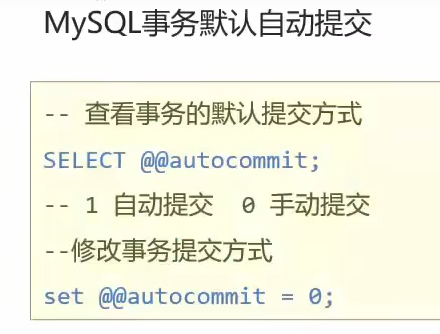 MySQL事务默认自动提交
-- 查看事务的默认提交方式
SELECT @@autocommit;
-- 1 自动提交 0 手动提交
--修改事务提交方式
set @@autocommit = 0;